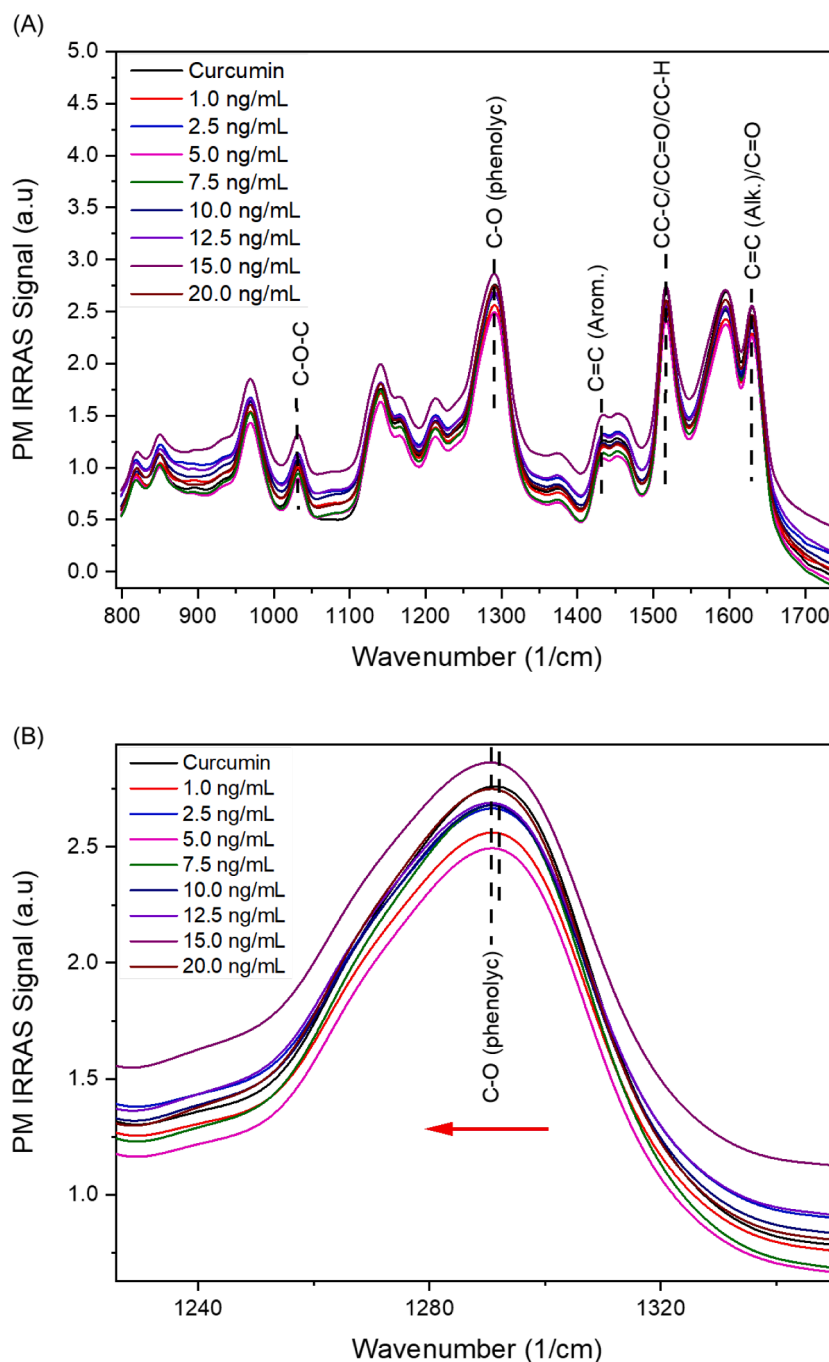 (A)
PM IRRAS Signal (a.u)
5.0
4.5
4.0
3.5
3.0
2.5
2.0
1.5
1.0
0.5
0.0
Curcumin
1.0 ng/mL
2.5 ng/mL
5.0 ng/mL
7.5 ng/mL
10.0 ng/mL
12.5 ng/mL
15.0 ng/mL
20.0 ng/mL
C-O-C
C-O (phenolyc)
C=C (Arom.)
CC-C/CC=O/CC-H
C=C (Alk.)/C=O
800 900 1000 1100 1200 1300 1400 1500 1600 1700
Wavenumber (1/cm)
(B)
PM IRRAS Signal (a.u)
2.5
2.0
1.5
1.0
Curcumin
1.0 ng/mL
2.5 ng/mL
5.0 ng/mL
7.5 ng/mL
10.0 ng/mL
12.5 ng/mL
15.0 ng/mL
20.0 ng/mL
C-O (phenolyc)
1240 1280 1320
Wavenumber (1/cm)